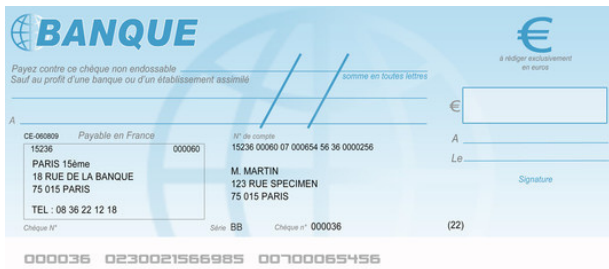 BANQUE
€
à rédiger exclusivement
en euros
Payez contre ce chèque non endossable
Sauf au profit d'une banque ou d'un établissement assimilé
somme en toutes lettres
€
A
CE-060809 Payable en France
N° de compte
A
15236 000060
15236 00060 07 000654 56 36 0000256
Le
PARIS 15ème
18 RUE DE LA BANQUE
75 015 PARIS
M. MARTIN
123 RUE SPECIMEN
75 015 PARIS
Signature
TEL : 08 36 22 12 18
Chèque N° Série BB Chèque n° 000036 (22)
000036 0230021566985 00700065456